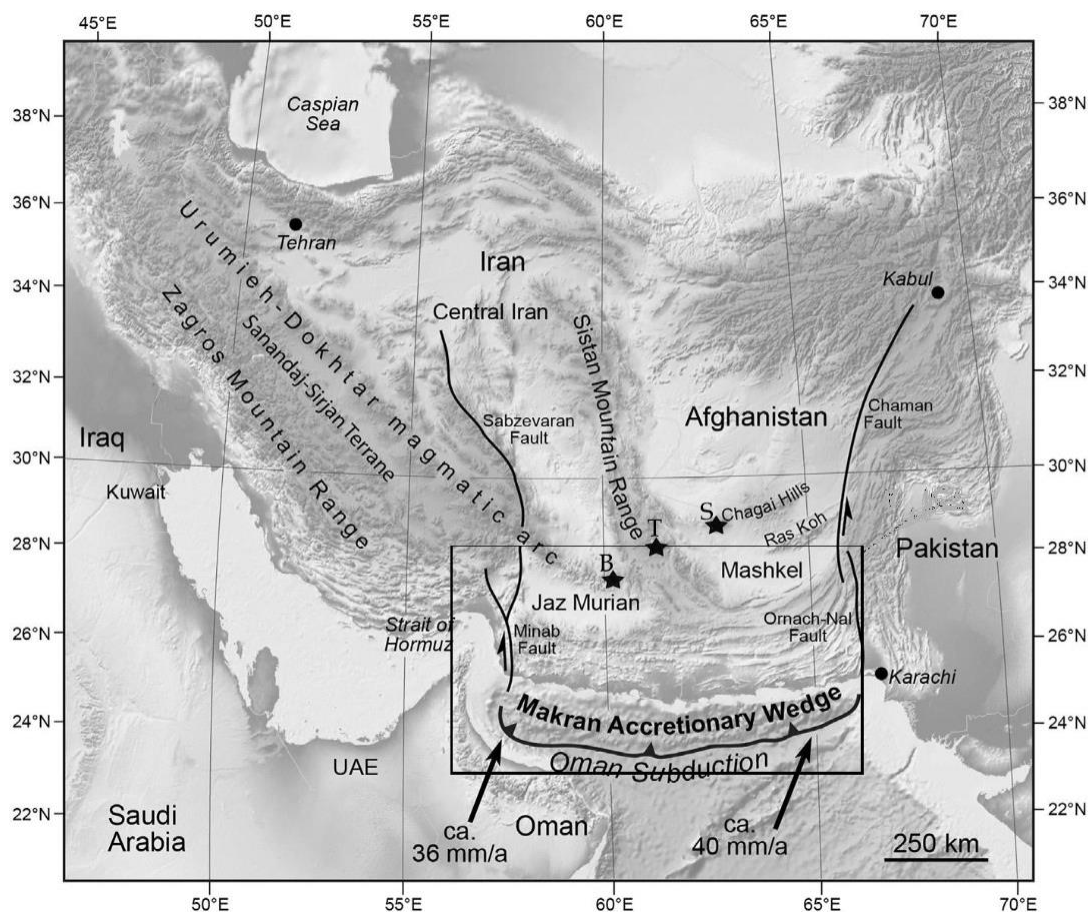 45°E 50°E 55°E 60°E 65°E 70°E
38°N
36°N
34°N
32°N
30°N
28°N
26°N
24°N
22°N
38°N
36°N
34°N
32°N
30°N
28°N
26°N
24°N
22°N
Caspian
Sea
Tehran
Urumieh-Dokhtar magmatic arc
Sanandaj-Sirjan Terrane
Zagros Mountain Range
Iran
Central Iran
Sistan Mountain Range
Sabzevaran
Fault
Afghanistan
Kabul
Chaman
Fault
Iraq
Kuwait
S
Chagai Hills
Ras Koh
T
B
Mashkel
Pakistan
Jaz Murian
Strait of
Hormuz
Minab
Fault
Ornach-Nal
Fault
Karachi
Makran Accretionary Wedge
Oman Subduction
UAE
Saudi
Arabia
Oman
ca.
36 mm/a
ca.
40 mm/a
250 km
50°E 55°E 60°E 65°E 70°E